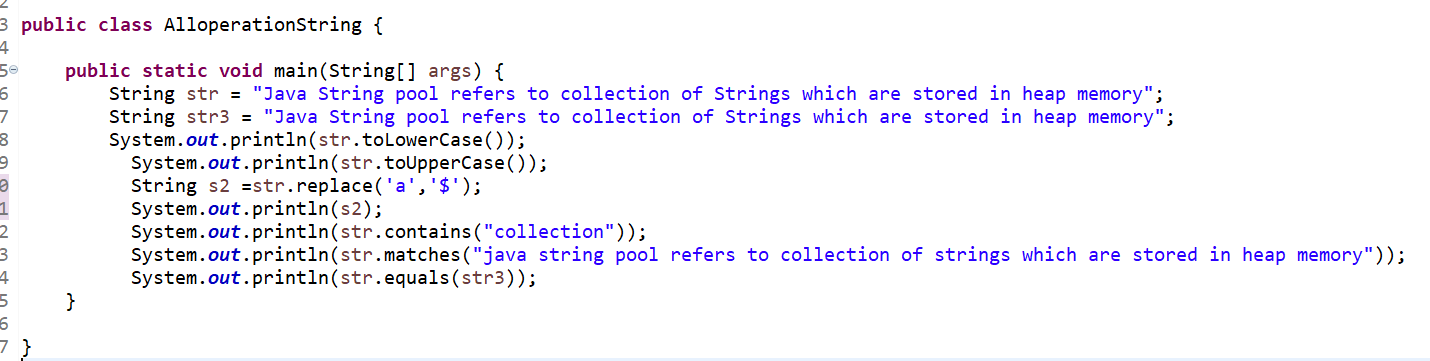 3 public class AlloperationString {
4
5 public static void main(String[] args) {
6 String str = "Java String pool refers to collection of Strings which are stored in heap memory";
7 String str3 = "Java String pool refers to collection of Strings which are stored in heap memory";
8 System.out.println(str.toLowerCase());
9 System.out.println(str.toUpperCase());
0 String s2 =str.replace('a','$');
1 System.out.println(s2);
2 System.out.println(str.contains("collection"));
3 System.out.println(str.matches("java string pool refers to collection of strings which are stored in heap memory"));
4 System.out.println(str.equals(str3));
5 }
6
7 }